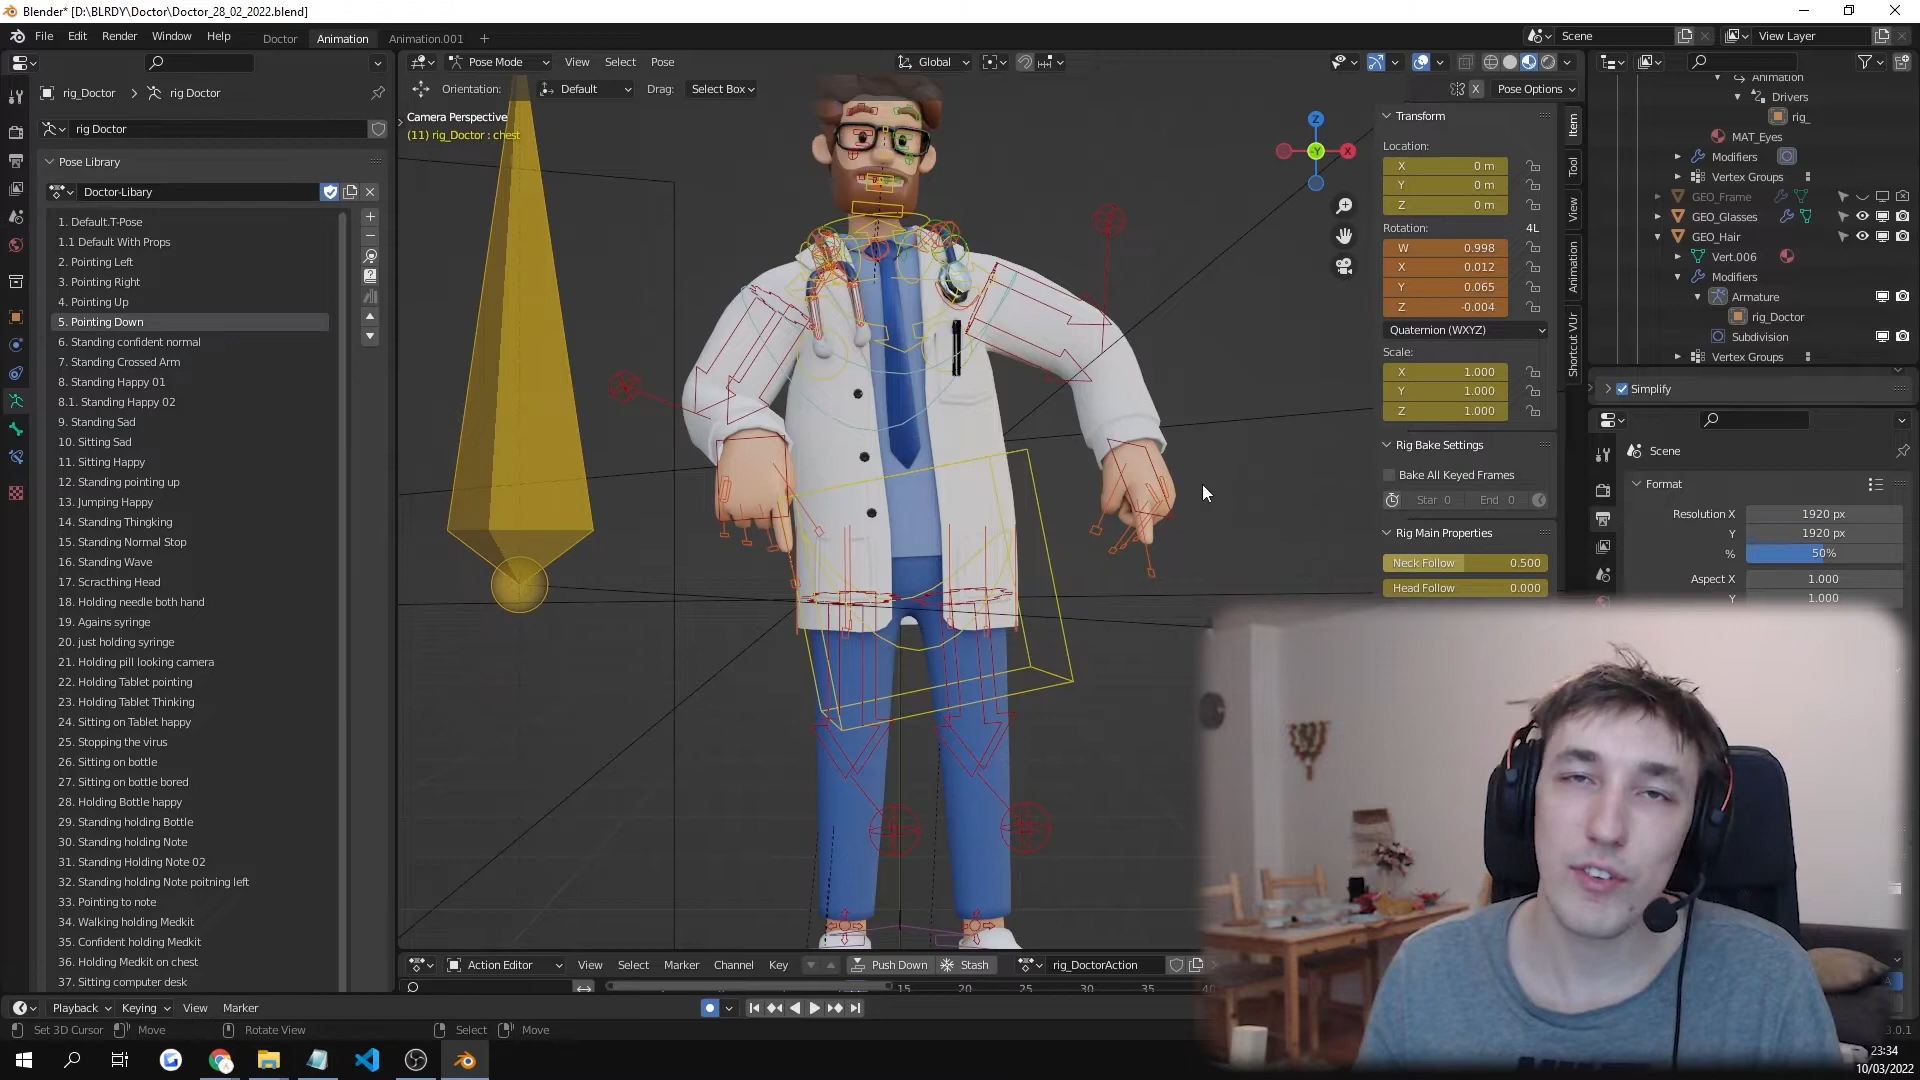 Blender* [D:\BLRDY\Doctor\Doctor_28_02_2022.blend]
File Edit Render Window Help Doctor Animation Animation.001 Scene View Layer
Pose Mode View Select Pose Global
rig_Doctor rig Doctor
Orientation: Default Drag: Select Box X Pose Options
rig Doctor
Pose Library
Doctor-Libary
1. Default.T-Pose
1.1 Default With Props
2. Pointing Left
3. Pointing Right
4. Pointing Up
5. Pointing Down
6. Standing confident normal
7. Standing Crossed Arm
8. Standing Happy 01
8.1. Standing Happy 02
9. Standing Sad
10. Sitting Sad
11. Sitting Happy
12. Standing pointing up
13. Jumping Happy
14. Standing Thingking
15. Standing Normal Stop
16. Standing Wave
17. Scracthing Head
18. Holding needle both hand
19. Agains syringe
20. just holding syringe
21. Holding pill looking camera
22. Holding Tablet pointing
23. Holding Tablet Thinking
24. Sitting on Tablet happy
25. Stopping the virus
26. Sitting on bottle
27. Sitting on bottle bored
28. Holding Bottle happy
29. Standing holding Bottle
30. Standing holding Note
31. Standing Holding Note 02
32. Standing holding Note poitning left
33. Pointing to note
34. Walking holding Medkit
35. Confident holding Medkit
36. Holding Medkit on chest
37. Sitting computer desk
Camera Perspective
(11) rig_Doctor : chest
Z
X
-Y
Transform
Location:
X 0 m
Y 0 m
Z 0 m
Rotation: 4L
W 0.998
X 0.012
Y 0.065
Z -0.004
Quaternion (WXYZ)
Scale:
X 1.000
Y 1.000
Z 1.000
Rig Bake Settings
Bake All Keyed Frames
Star 0 End 0
Rig Main Properties
Neck Follow 0.500
Head Follow 0.000
Item
Tool
View
Animation
Shortcut VUr
Animation
Drivers
rig_
MAT_Eyes
Modifiers
Vertex Groups
GEO_Frame
GEO_Glasses
GEO_Hair
Vert.006
Modifiers
Armature
rig_Doctor
Subdivision
Vertex Groups
Simplify
Scene
Format
Resolution X 1920 px
Y 1920 px
% 50%
Aspect X 1.000
Y 1.000
Action Editor View Select Marker Channel Key Push Down Stash rig_DoctorAction
15 20 25 30 35 40
Playback Keying View Marker
Set 3D Cursor Move Rotate View Select Move
3.0.1
23:34
10/03/2022